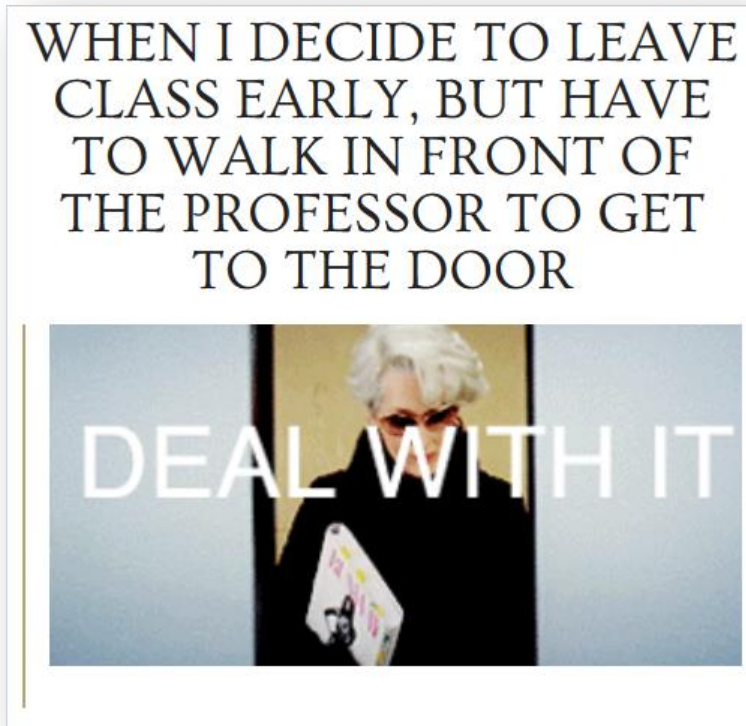 WHEN I DECIDE TO LEAVE
CLASS EARLY, BUT HAVE
TO WALK IN FRONT OF
THE PROFESSOR TO GET
TO THE DOOR
DEAL WITH IT